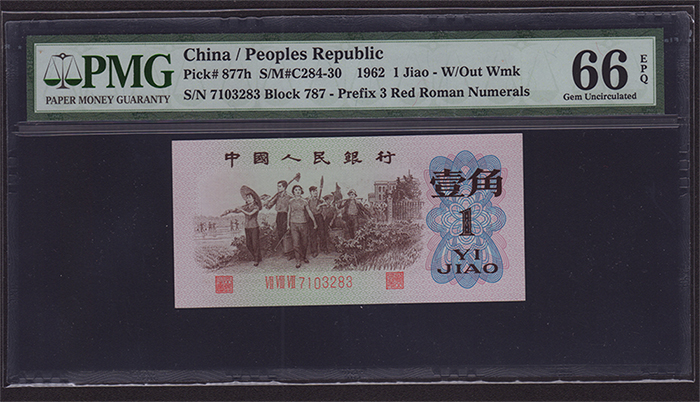 PMG
PAPER MONEY GUARANTY
China / Peoples Republic
Pick# 877h S/M#C284-30 1962 1 Jiao - W/Out Wmk
S/N 7103283 Block 787 - Prefix 3 Red Roman Numerals
66
EPQ
Gem Uncirculated
中國人民銀行
壹角
1
YI
JIAO
VII VIII VII 7103283